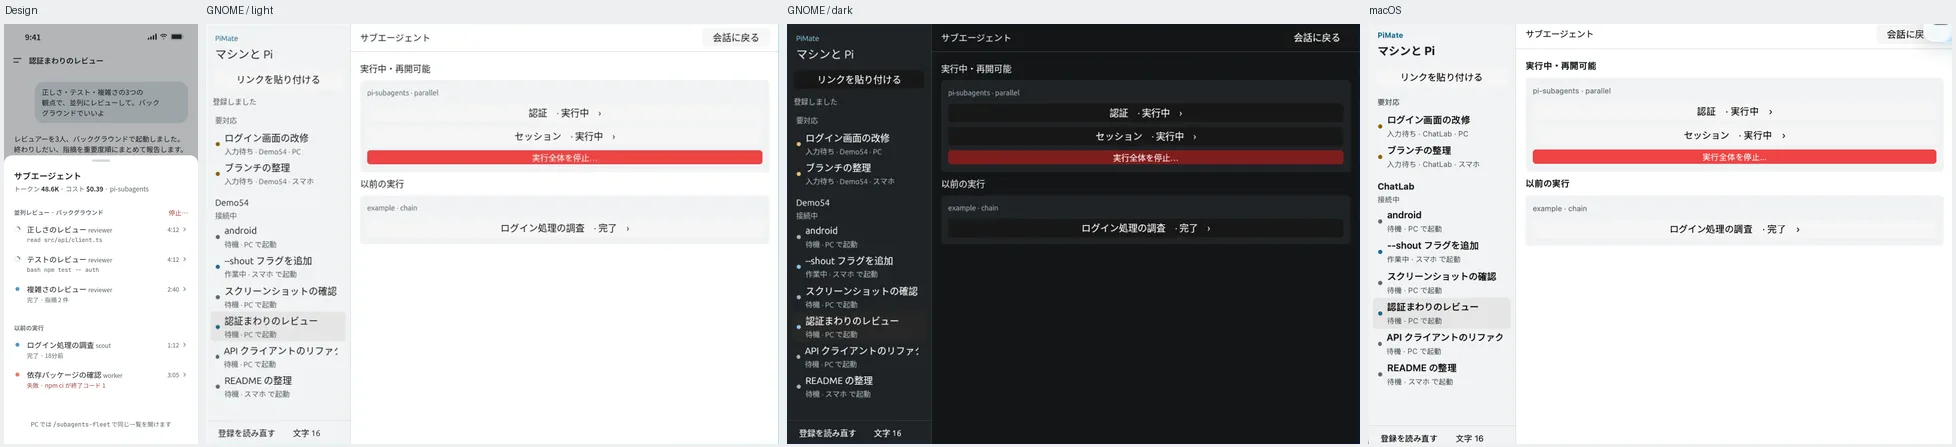 Design
9:41
認証まわりのレビュー
正しさ・テスト・複雑さの3つの
観点で、並列にレビューして。バック
グラウンドでいいよ
レビュアーを3人、バックグラウンドで起動しました。
終わりしだい、指摘を重要度順にまとめて報告します。
サブエージェント
トークン 48.6K · コスト $0.39 · pi-subagents
並列レビュー · バックグラウンド 停止…
正しさのレビュー reviewer 4:12 ›
read src/api/client.ts
テストのレビュー reviewer 4:12 ›
bash npm test -- auth
複雑さのレビュー reviewer 2:40 ›
完了 · 指摘 2 件
以前の実行
ログイン処理の調査 scout 1:12 ›
完了 · 18分前
依存パッケージの確認 worker 3:05 ›
失敗 · npm ci が終了コード 1
PC では /subagents-fleet で同じ一覧を開けます
GNOME / light
PiMate
マシンと Pi
リンクを貼り付ける
登録しました
要対応
ログイン画面の改修
入力待ち · Demo54 · PC
ブランチの整理
入力待ち · Demo54 · スマホ
Demo54
接続中
android
待機 · PC で起動
--shout フラグを追加
作業中 · スマホ で起動
スクリーンショットの確認
待機 · PC で起動
認証まわりのレビュー
待機 · PC で起動
API クライアントのリファク
待機 · PC で起動
README の整理
待機 · スマホ で起動
登録を読み直す 文字 16
サブエージェント 会話に戻る
実行中・再開可能
pi-subagents · parallel
認証 · 実行中 ›
セッション · 実行中 ›
実行全体を停止…
以前の実行
example · chain
ログイン処理の調査 · 完了 ›
GNOME / dark
PiMate
マシンと Pi
リンクを貼り付ける
登録しました
要対応
ログイン画面の改修
入力待ち · Demo54 · PC
ブランチの整理
入力待ち · Demo54 · スマホ
Demo54
接続中
android
待機 · PC で起動
--shout フラグを追加
作業中 · スマホ で起動
スクリーンショットの確認
待機 · PC で起動
認証まわりのレビュー
待機 · PC で起動
API クライアントのリファク
待機 · PC で起動
README の整理
待機 · スマホ で起動
登録を読み直す 文字 16
サブエージェント 会話に戻る
実行中・再開可能
pi-subagents · parallel
認証 · 実行中 ›
セッション · 実行中 ›
実行全体を停止…
以前の実行
example · chain
ログイン処理の調査 · 完了 ›
macOS
PiMate
マシンと Pi
リンクを貼り付ける
要対応
ログイン画面の改修
入力待ち · ChatLab · PC
ブランチの整理
入力待ち · ChatLab · スマホ
ChatLab
接続中
android
待機 · PC で起動
--shout フラグを追加
作業中 · スマホ で起動
スクリーンショットの確認
待機 · PC で起動
認証まわりのレビュー
待機 · PC で起動
API クライアントのリファク
待機 · PC で起動
README の整理
待機 · スマホ で起動
登録を読み直す 文字 16
サブエージェント 会話に戻
実行中・再開可能
pi-subagents · parallel
認証 · 実行中 ›
セッション · 実行中 ›
実行全体を停止…
以前の実行
example · chain
ログイン処理の調査 · 完了 ›